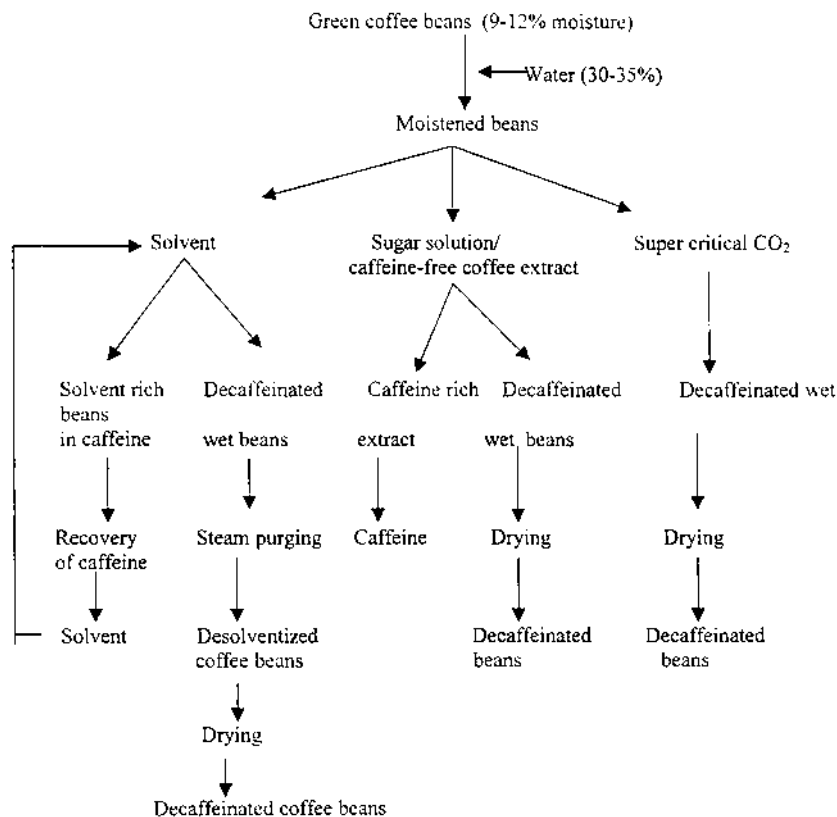 Green coffee beans (9-12% moisture)
Water (30-35%)
Moistened beans
Solvent
Sugar solution/
caffeine-free coffee extract
Super critical CO₂
Solvent rich
beans
in caffeine
Decaffeinated
wet beans
Caffeine rich
extract
Decaffeinated
wet beans
Decaffeinated wet
Recovery
of caffeine
Steam purging
Caffeine
Drying
Drying
Solvent
Desolventized
coffee beans
Decaffeinated
beans
Decaffeinated
beans
Drying
Decaffeinated coffee beans